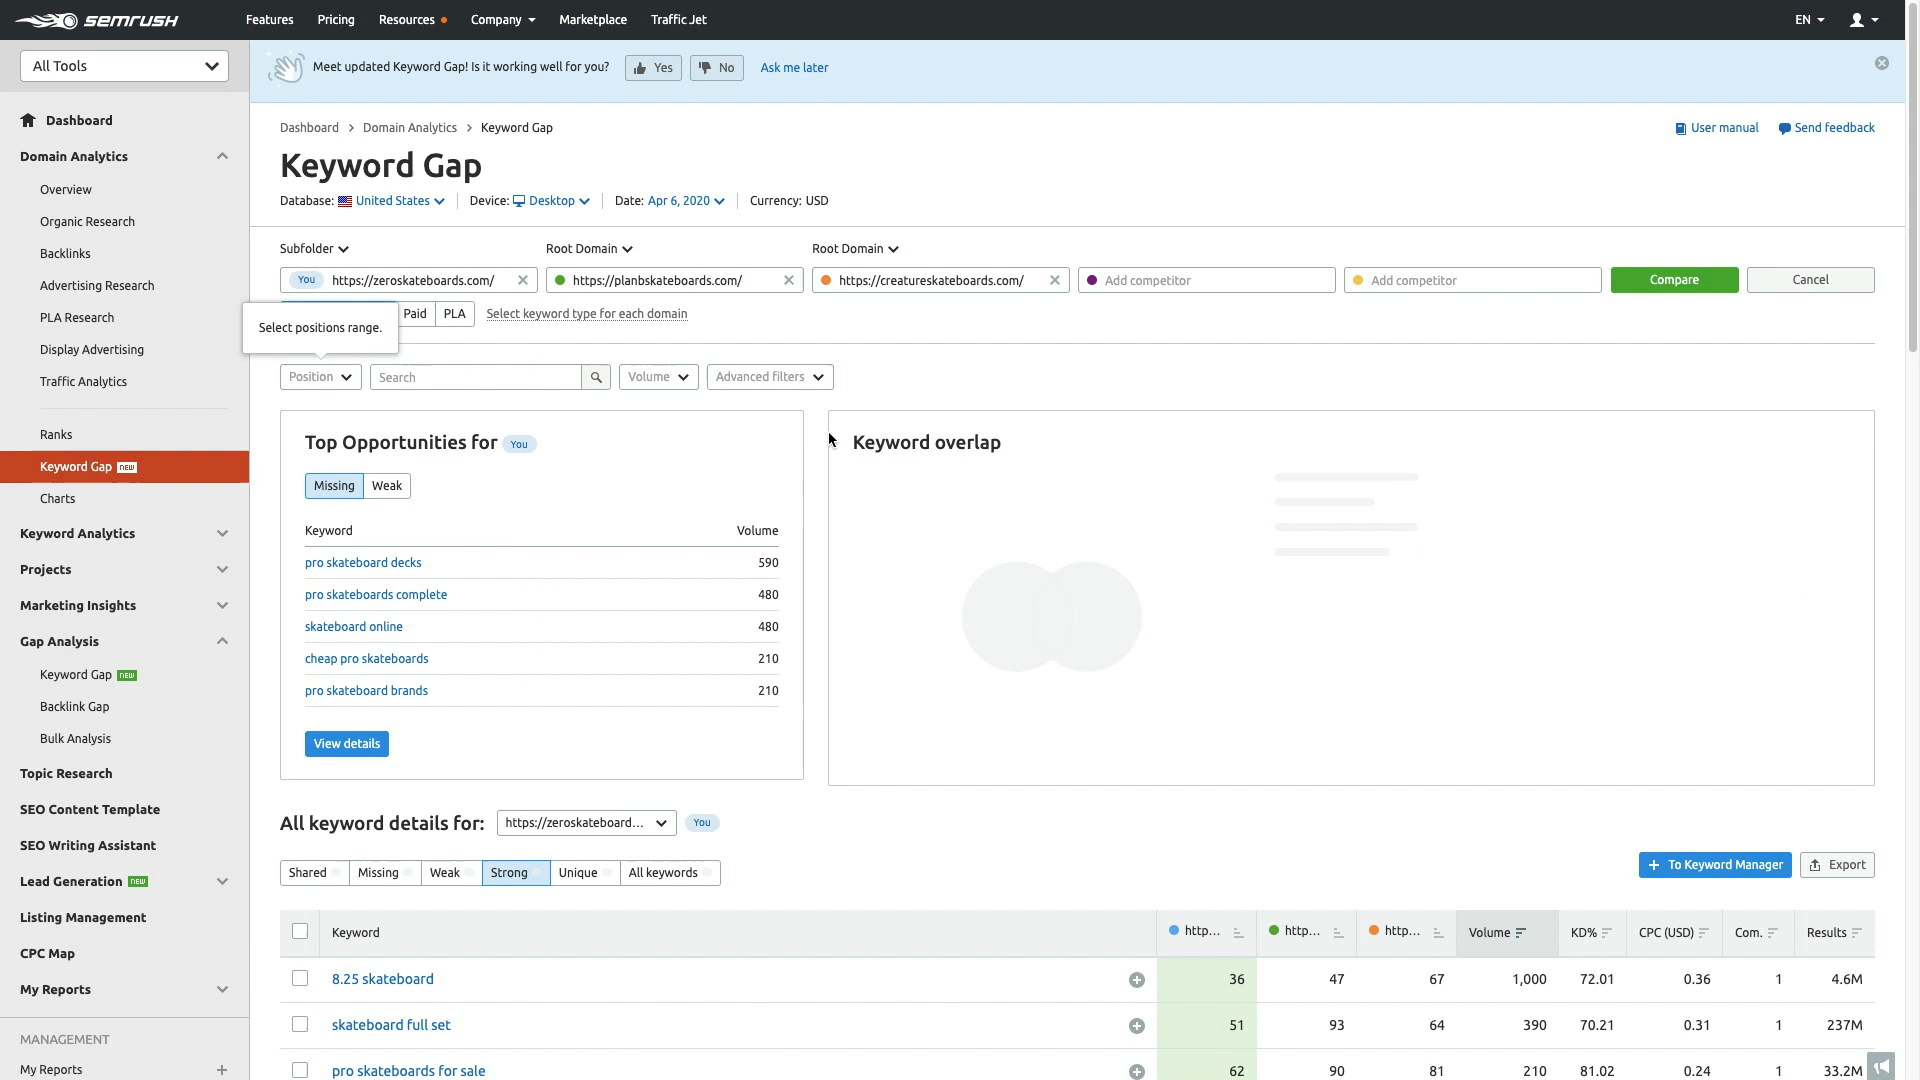 SEMRUSH
Features Pricing Resources Company Marketplace Traffic Jet EN
All Tools
Meet updated Keyword Gap! Is it working well for you? Yes No Ask me later
Dashboard
Domain Analytics
Overview
Organic Research
Backlinks
Advertising Research
PLA Research
Display Advertising
Traffic Analytics
Ranks
Keyword Gap new
Charts
Keyword Analytics
Projects
Marketing Insights
Gap Analysis
Keyword Gap new
Backlink Gap
Bulk Analysis
Topic Research
SEO Content Template
SEO Writing Assistant
Lead Generation new
Listing Management
CPC Map
My Reports
MANAGEMENT
My Reports +
Dashboard > Domain Analytics > Keyword Gap
User manual Send feedback
Keyword Gap
Database: United States Device: Desktop Date: Apr 6, 2020 Currency: USD
Subfolder Root Domain Root Domain
You https://zeroskateboards.com/ https://planbskateboards.com/ https://creatureskateboards.com/ Add competitor Add competitor Compare Cancel
Paid PLA Select keyword type for each domain
Select positions range.
Position Search Volume Advanced filters
Top Opportunities for You
Missing Weak
Keyword Volume
pro skateboard decks 590
pro skateboards complete 480
skateboard online 480
cheap pro skateboards 210
pro skateboard brands 210
View details
Keyword overlap
All keyword details for: https://zeroskateboard... You
Shared Missing Weak Strong Unique All keywords
+ To Keyword Manager Export
Keyword http... http... http... Volume KD% CPC (USD) Com. Results
8.25 skateboard 36 47 67 1,000 72.01 0.36 1 4.6M
skateboard full set 51 93 64 390 70.21 0.31 1 237M
pro skateboards for sale 62 90 81 210 81.02 0.24 1 33.2M